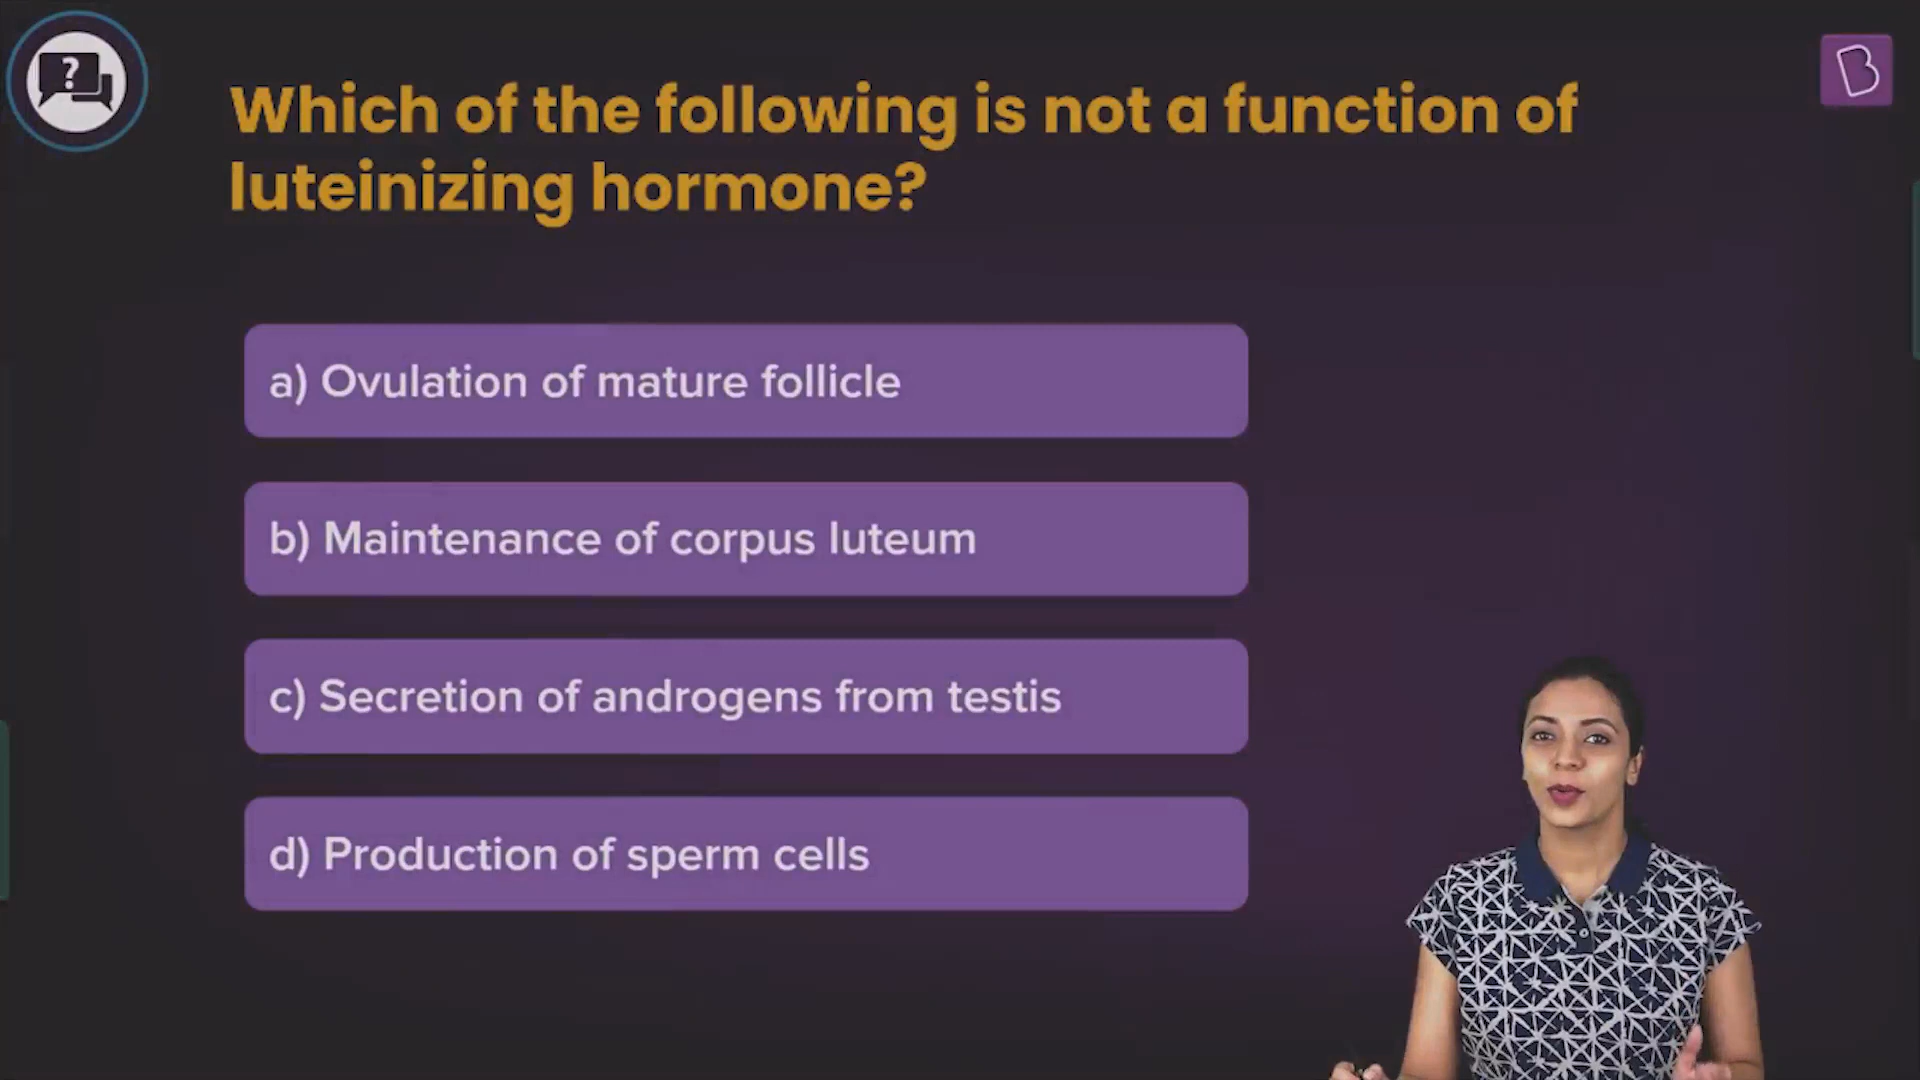 ?
Which of the following is not a function of
luteinizing hormone?
B
a) Ovulation of mature follicle
b) Maintenance of corpus luteum
c) Secretion of androgens from testis
d) Production of sperm cells